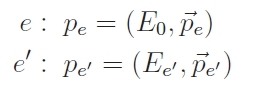 e : p_e = (E_0, \vec{p}_e)
e' : p_{e'} = (E_{e'}, \vec{p}_{e'})